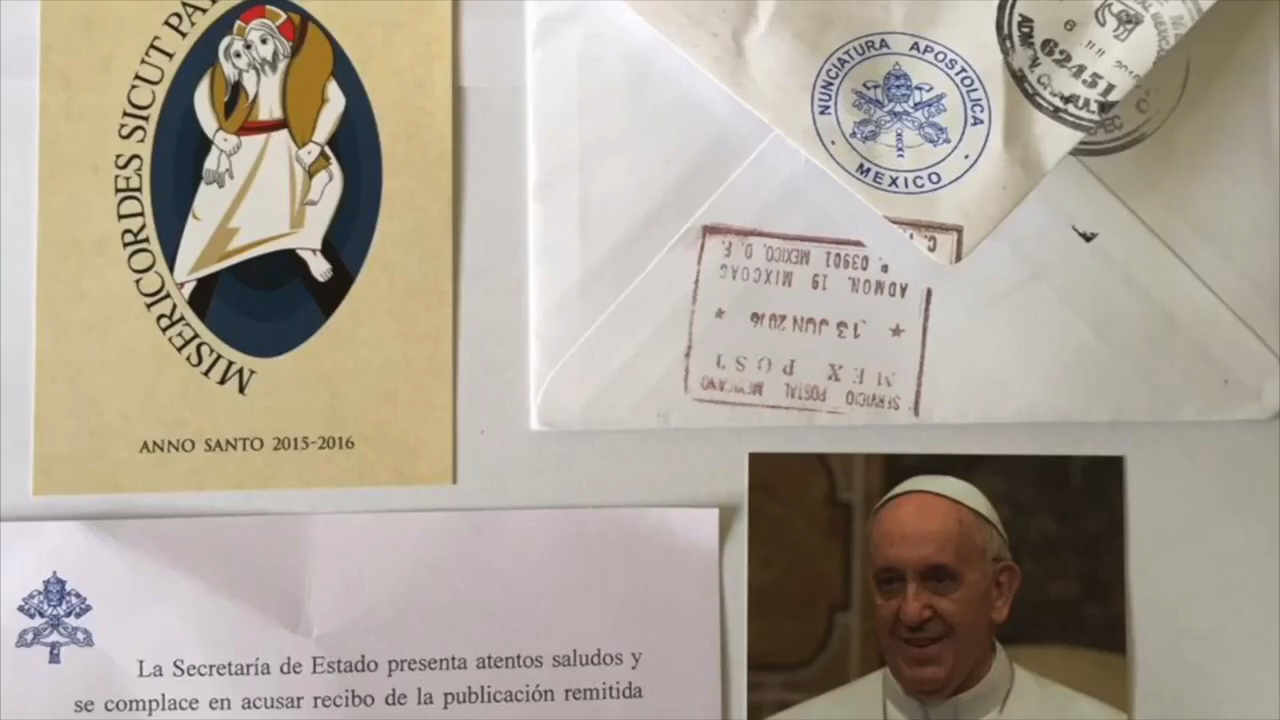 MISERICORDES SICUT PA
ANNO SANTO 2015-2016
NUNCIATURA APOSTOLICA
MEXICO
62451
SERVICIO POSTAL MEXICANO
MEX POST
★ 13 JUN 2016 ★
ADMON. 19 MIXCOAC
P. 03901 MEXICO, D. F.
La Secretaría de Estado presenta atentos saludos y
se complace en acusar recibo de la publicación remitida